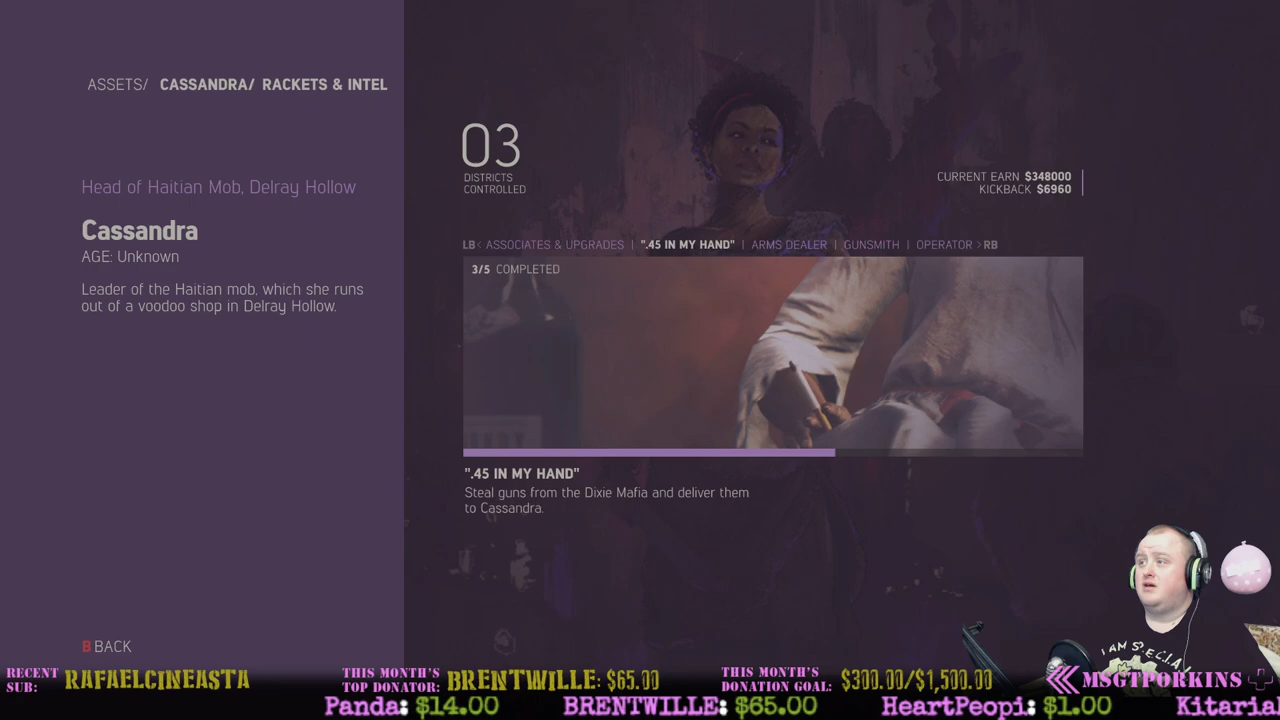 ASSETS/ CASSANDRA/ RACKETS & INTEL
Head of Haitian Mob, Delray Hollow
Cassandra
AGE: Unknown
Leader of the Haitian mob, which she runs
out of a voodoo shop in Delray Hollow.
03
DISTRICTS
CONTROLLED
CURRENT EARN $348000
KICKBACK $6960
LB< ASSOCIATES & UPGRADES | ".45 IN MY HAND" | ARMS DEALER | GUNSMITH | OPERATOR >RB
3/5 COMPLETED
".45 IN MY HAND"
Steal guns from the Dixie Mafia and deliver them
to Cassandra.
B BACK
I AM SPECIAL
RECENT SUB: RAFAELCINEASTA
THIS MONTH'S TOP DONATOR: BRENTWILLE: $65.00
THIS MONTH'S DONATION GOAL: $300.00/$1,500.00
MSGTPORKINS
Panda: $14.00 BRENTWILLE: $65.00 HeartPeopi: $1.00 Kitaria